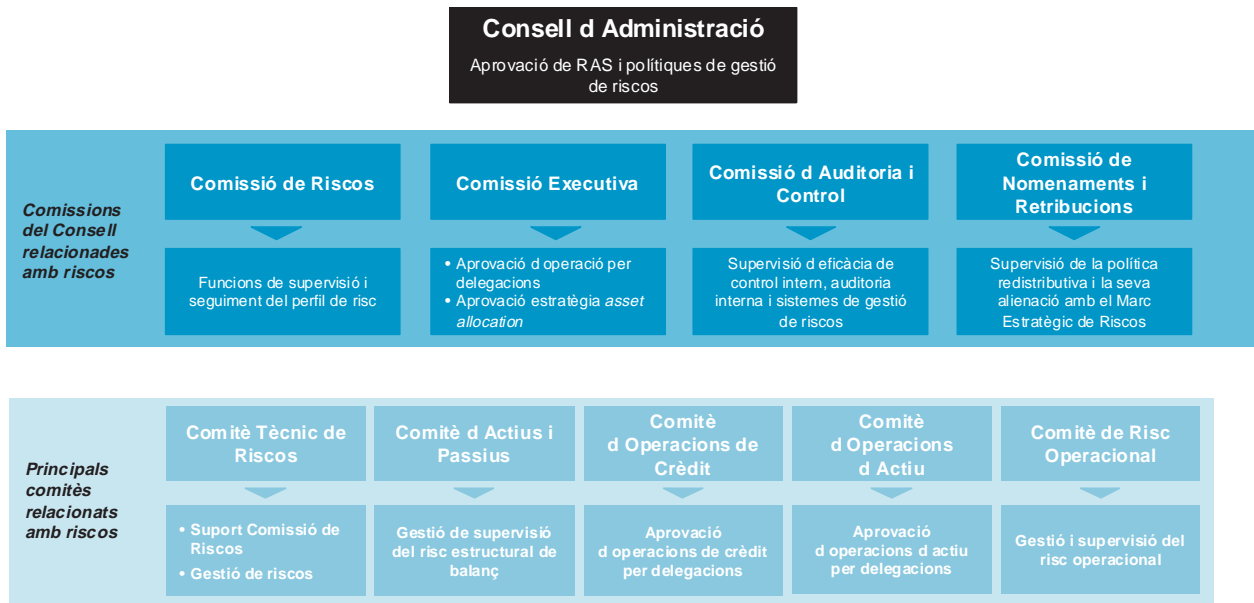 Consell d Administració
Aprovació de RAS i polítiques de gestió
de riscos
Comissions
del Consell
relacionades
amb riscos
Comissió de Riscos
Funcions de supervisió i
seguiment del perfil de risc
Comissió Executiva
• Aprovació d operació per
delegacions
• Aprovació estratègia asset
allocation
Comissió d Auditoria i
Control
Supervisió d eficàcia de
control intern, auditoria
interna i sistemes de gestió
de riscos
Comissió de
Nomenaments i
Retribucions
Supervisió de la política
redistributiva i la seva
alienació amb el Marc
Estratègic de Riscos
Principals
comitès
relacionats
amb riscos
Comitè Tècnic de
Riscos
• Suport Comissió de
Riscos
• Gestió de riscos
Comitè d Actius i
Passius
Gestió de supervisió
del risc estructural de
balanç
Comitè
d Operacions de
Crèdit
Aprovació
d operacions de crèdit
per delegacions
Comitè
d Operacions
d Actiu
Aprovació
d operacions d actiu
per delegacions
Comitè de Risc
Operacional
Gestió i supervisió del
risc operacional